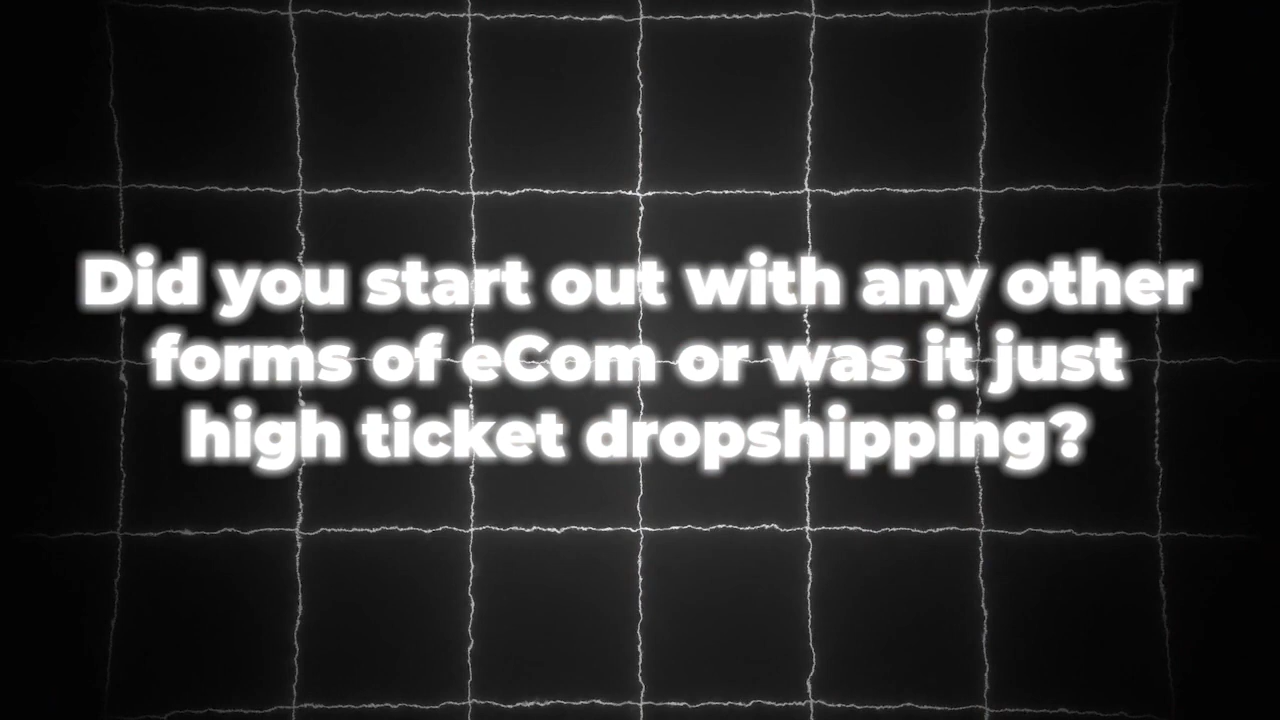 Did you start out with any other
forms of eCom or was it just
high ticket dropshipping?